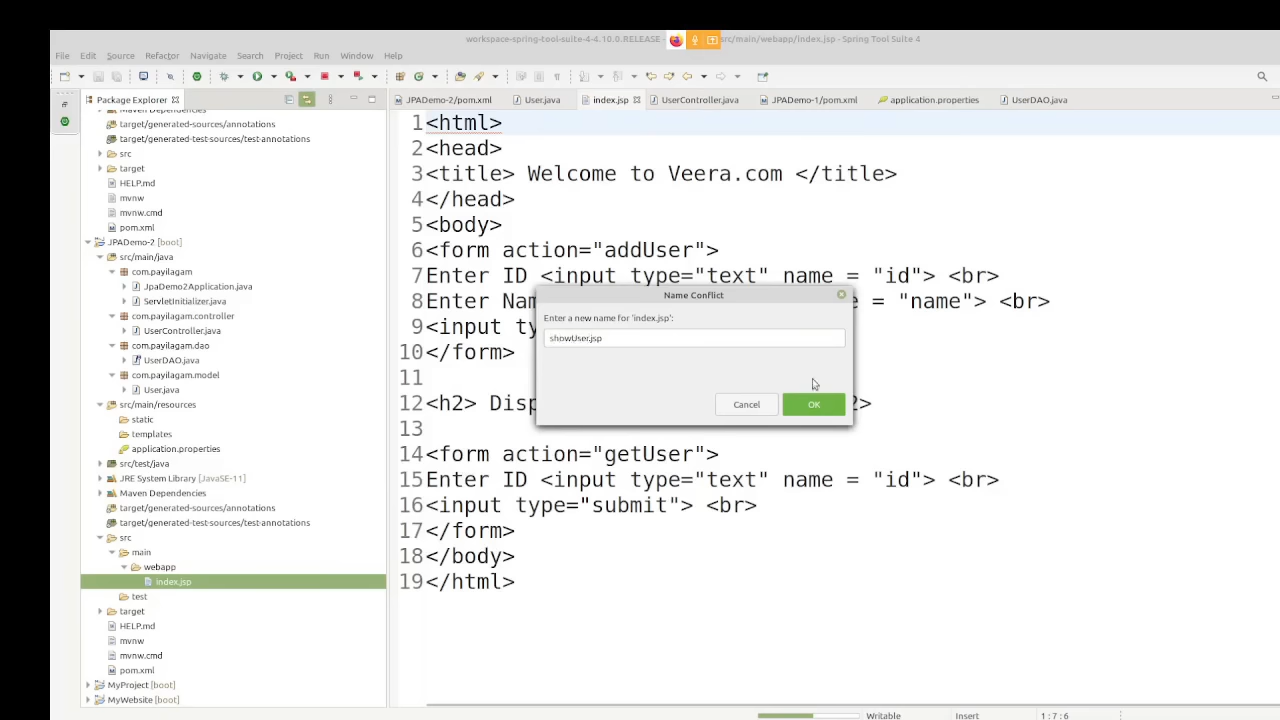 workspace-spring-tool-suite-4-4.10.0.RELEASE - src/main/webapp/index.jsp - Spring Tool Suite 4
File Edit Source Refactor Navigate Search Project Run Window Help
Package Explorer
JPADemo-2/pom.xml User.java index.jsp UserController.java JPADemo-1/pom.xml application.properties UserDAO.java
target/generated-sources/annotations
target/generated-test-sources/test-annotations
src
target
HELP.md
mvnw
mvnw.cmd
pom.xml
JPADemo-2 [boot]
src/main/java
com.payilagam
JpaDemo2Application.java
ServletInitializer.java
com.payilagam.controller
UserController.java
com.payilagam.dao
UserDAO.java
com.payilagam.model
User.java
src/main/resources
static
templates
application.properties
src/test/java
JRE System Library [JavaSE-11]
Maven Dependencies
target/generated-sources/annotations
target/generated-test-sources/test-annotations
src
main
webapp
index.jsp
test
target
HELP.md
mvnw
mvnw.cmd
pom.xml
MyProject [boot]
MyWebsite [boot]
1 <html>
2 <head>
3 <title> Welcome to Veera.com </title>
4 </head>
5 <body>
6 <form action="addUser">
7 Enter ID <input type="text" name = "id"> <br>
8 Enter Nam = "name"> <br>
9 <input ty
10 </form>
11
12 <h2> Disp 2>
13
14 <form action="getUser">
15 Enter ID <input type="text" name = "id"> <br>
16 <input type="submit"> <br>
17 </form>
18 </body>
19 </html>
Name Conflict
Enter a new name for 'index.jsp':
showUser.jsp
Cancel OK
Writable Insert 1 : 7 : 6